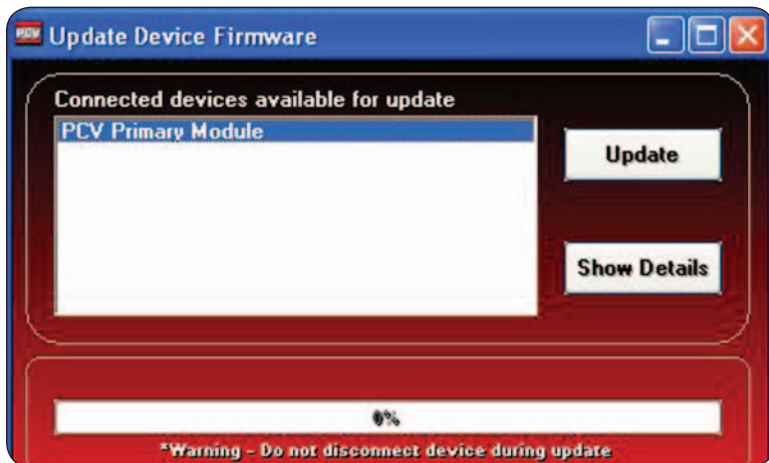 PCV Update Device Firmware
Connected devices available for update
PCV Primary Module
Update
Show Details
0%
*Warning - Do not disconnect device during update